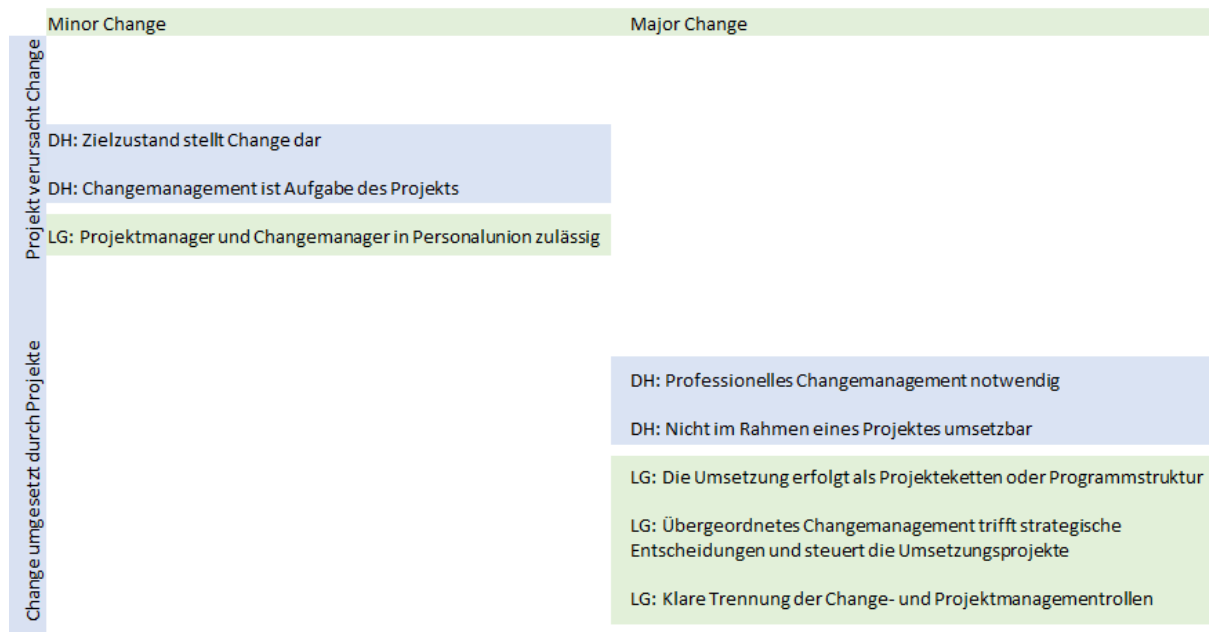 Minor Change
Major Change
Projekt verursacht Change
DH: Zielzustand stellt Change dar
DH: Changemanagement ist Aufgabe des Projekts
LG: Projektmanager und Changemanager in Personalunion zulässig
Change umgesetzt durch Projekte
DH: Professionelles Changemanagement notwendig
DH: Nicht im Rahmen eines Projektes umsetzbar
LG: Die Umsetzung erfolgt als Projekteketten oder Programmstruktur
LG: Übergeordnetes Changemanagement trifft strategische
Entscheidungen und steuert die Umsetzungsprojekte
LG: Klare Trennung der Change- und Projektmanagementrollen